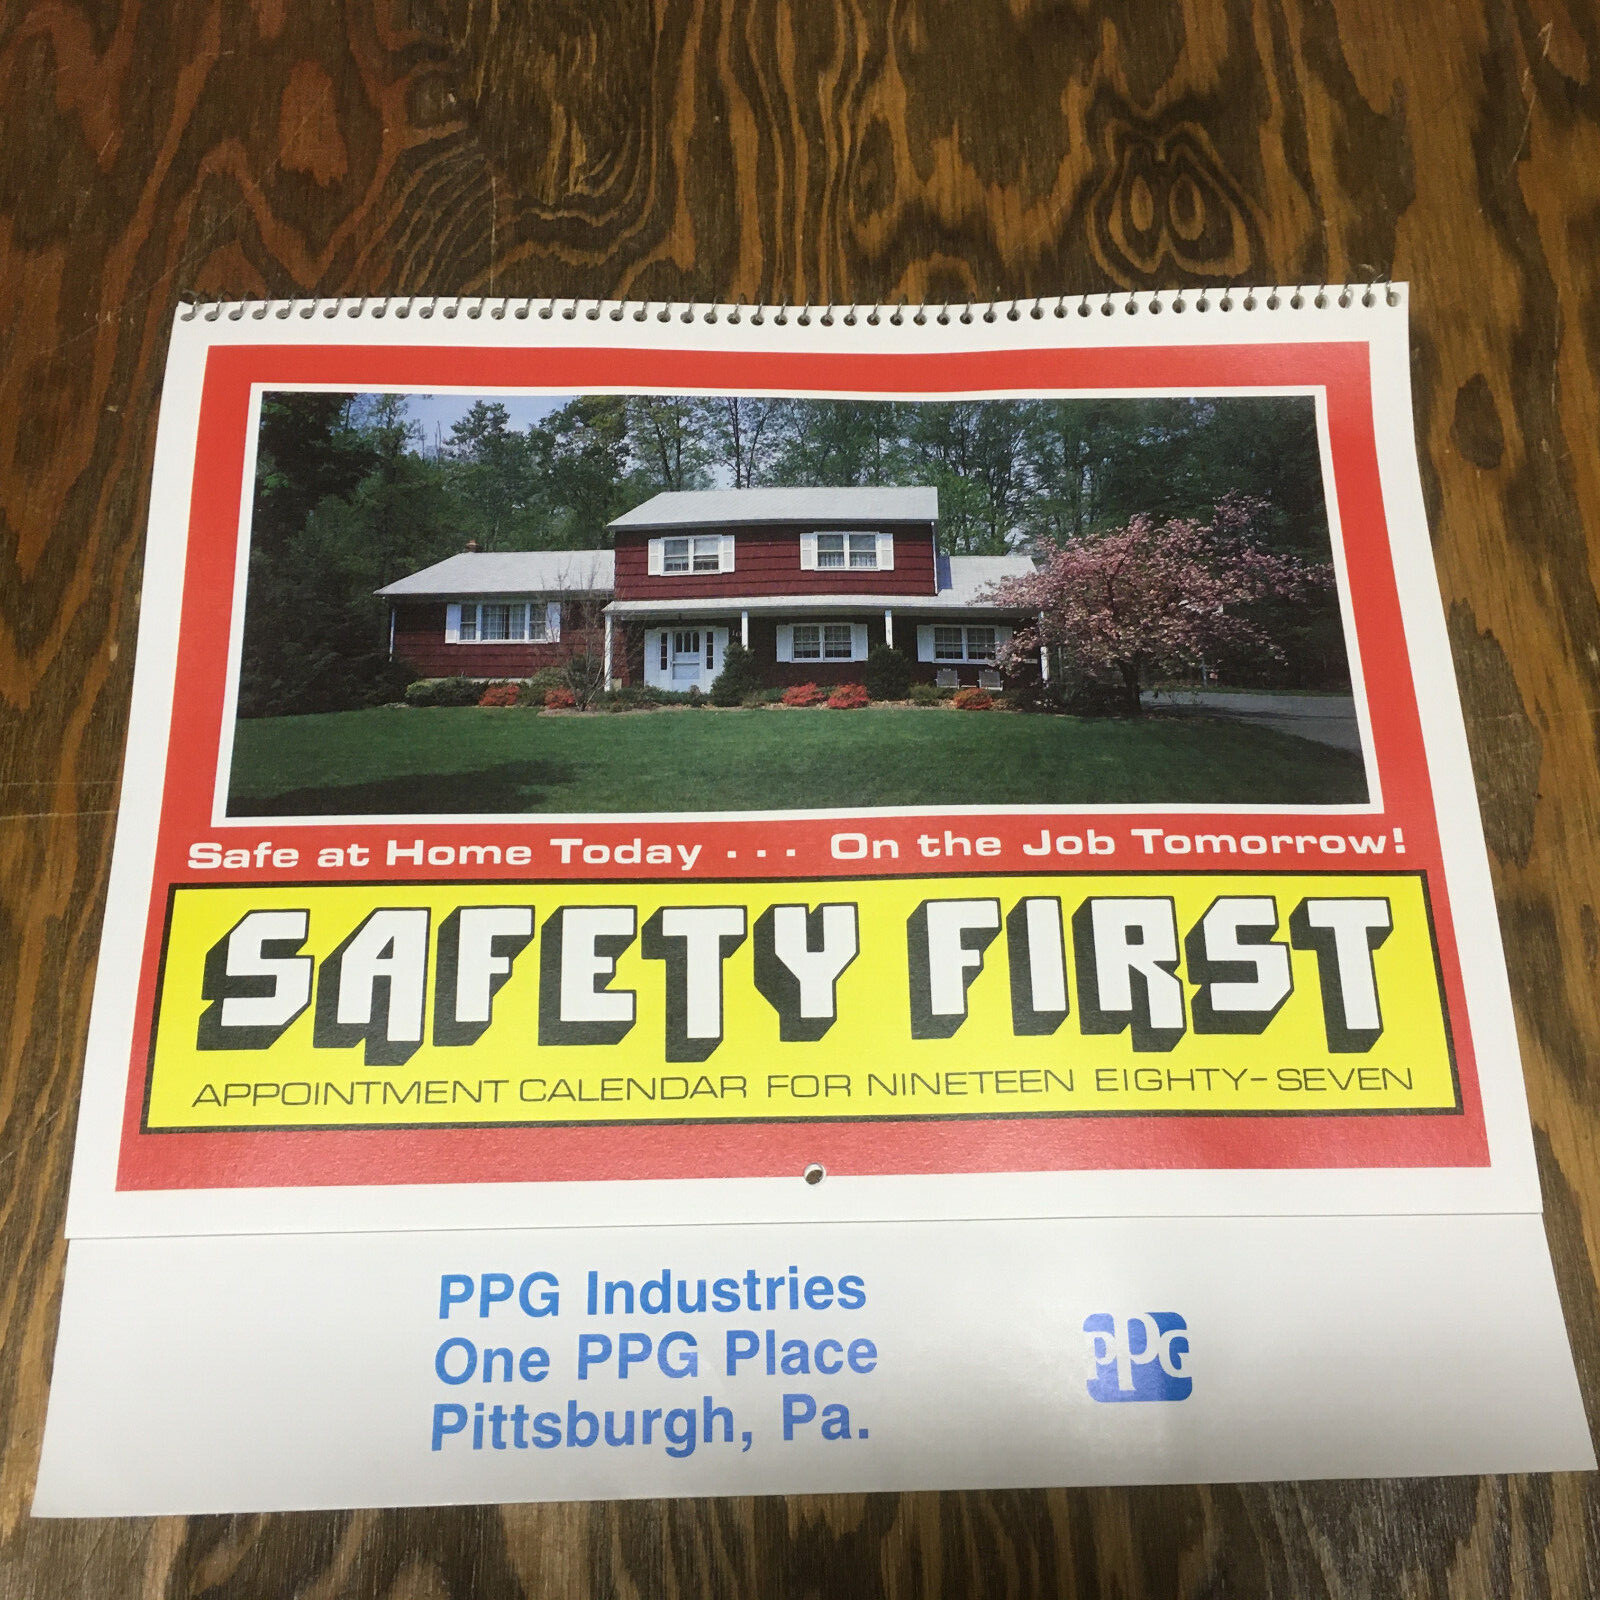 Safe at Home Today . . . On the Job Tomorrow!
SAFETY FIRST
APPOINTMENT CALENDAR FOR NINETEEN EIGHTY-SEVEN
PPG Industries
One PPG Place
Pittsburgh, Pa.
PPG